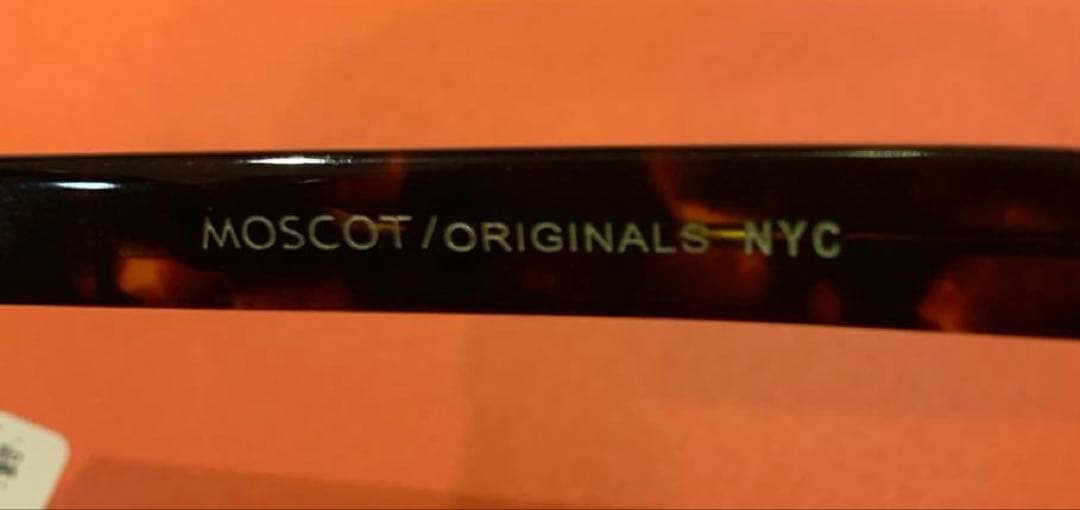 MOSCOT / ORIGINALS NYC